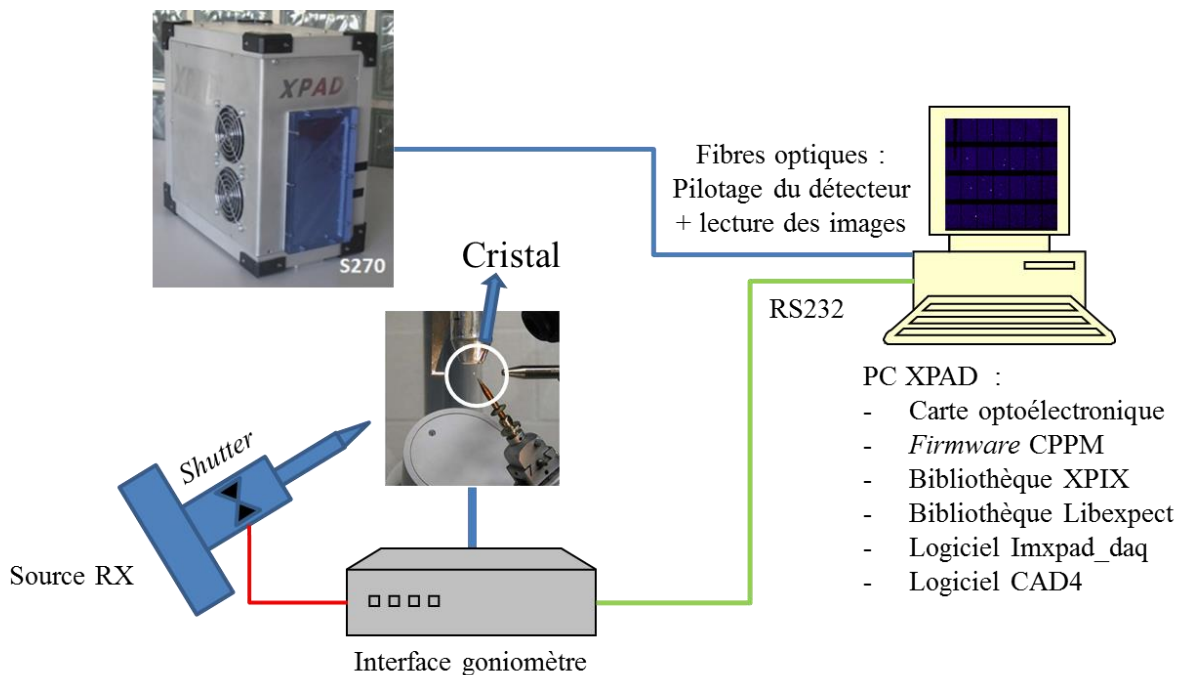 XPAD
S270
Fibres optiques :
Pilotage du détecteur
+ lecture des images
Cristal
RS232
Shutter
Source RX
Interface goniomètre
PC XPAD :
- Carte optoélectronique
- Firmware CPPM
- Bibliothèque XPIX
- Bibliothèque Libexpect
- Logiciel Imxpad_daq
- Logiciel CAD4